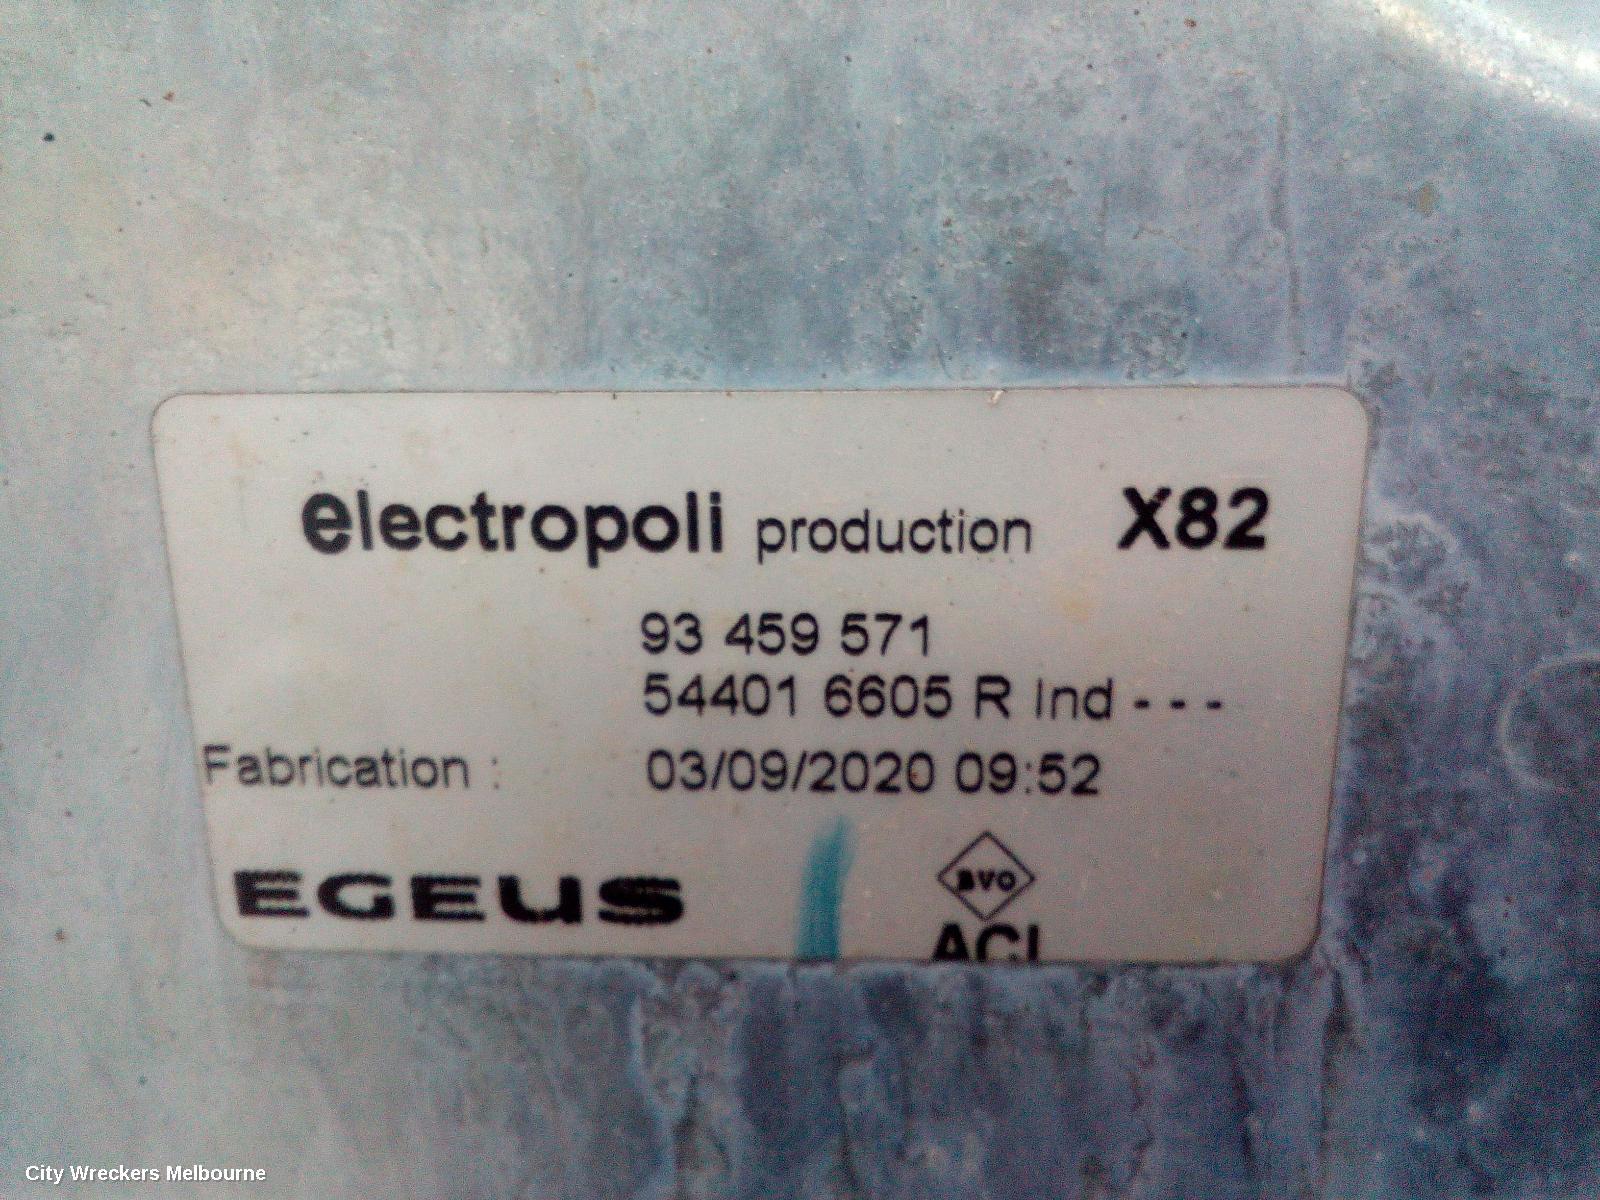 electropoli production X82
93 459 571
54401 6605 R Ind - - -
Fabrication : 03/09/2020 09:52
EGEUS
BVO
ACI
City Wreckers Melbourne